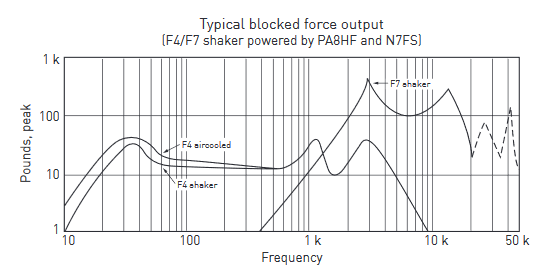 Typical blocked force output
(F4/F7 shaker powered by PA8HF and N7FS)
1 k
F7 shaker
100
F4 aircooled
Pounds, peak
10
F4 shaker
1
10 100 1 k 10 k 50 k
Frequency